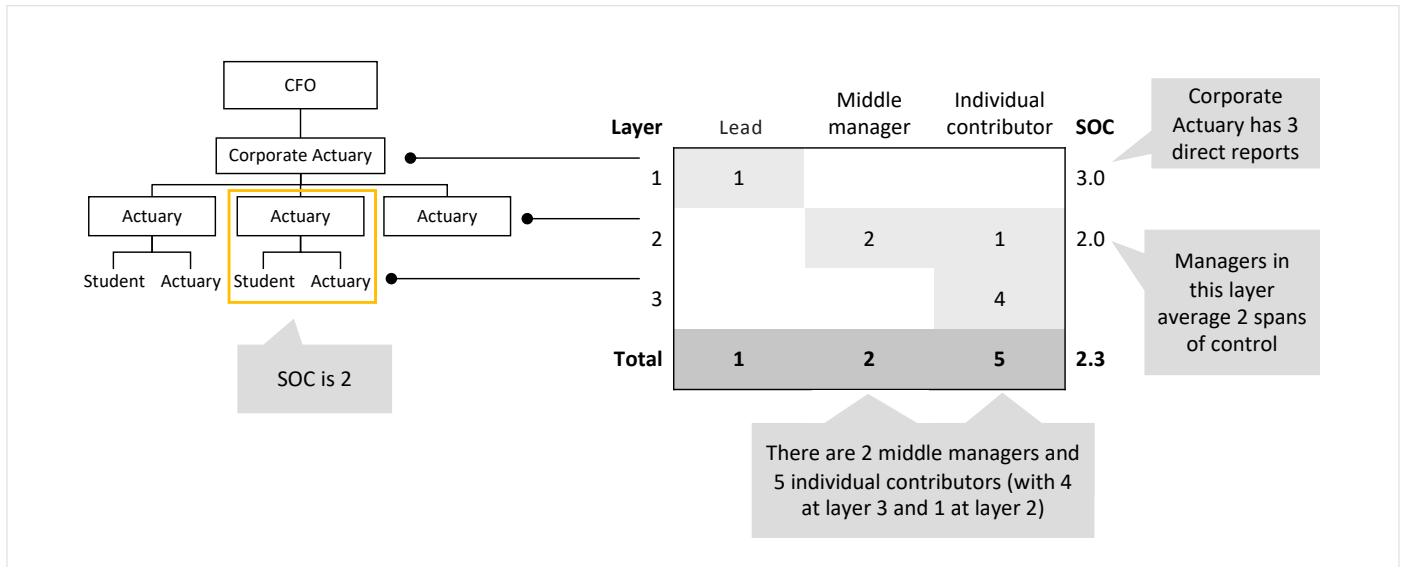 CFO
Corporate Actuary
Actuary Actuary Actuary
Student Actuary Student Actuary
SOC is 2
Middle Individual
Layer Lead manager contributor SOC
1 1 3.0
2 2 1 2.0
3 4
Total 1 2 5 2.3
Corporate
Actuary has 3
direct reports
Managers in
this layer
average 2 spans
of control
There are 2 middle managers and
5 individual contributors (with 4
at layer 3 and 1 at layer 2)